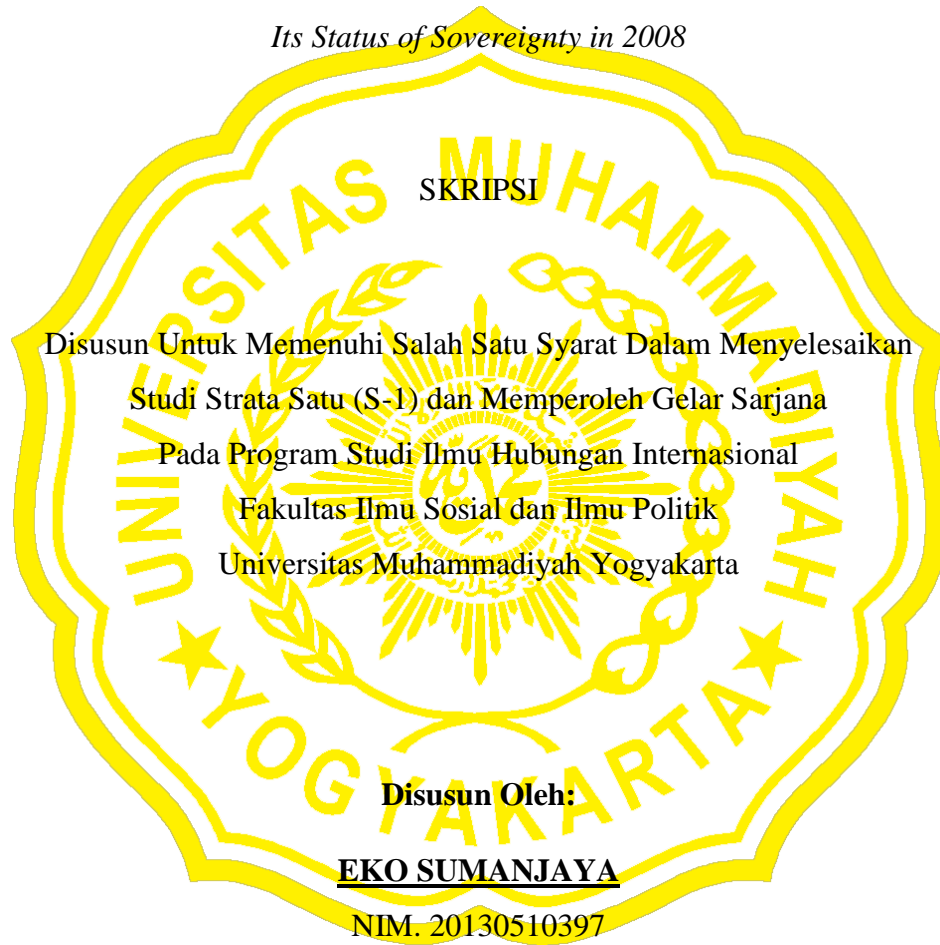 Its Status of Sovereignty in 2008
UNIVERSITAS MUHAMMADIYAH
SKRIPSI
Disusun Untuk Memenuhi Salah Satu Syarat Dalam Menyelesaikan
Studi Strata Satu (S-1) dan Memperoleh Gelar Sarjana
Pada Program Studi Ilmu Hubungan Internasional
Fakultas Ilmu Sosial dan Ilmu Politik
Universitas Muhammadiyah Yogyakarta
YOGYAKARTA
Disusun Oleh:
EKO SUMANJAYA
NIM. 20130510397